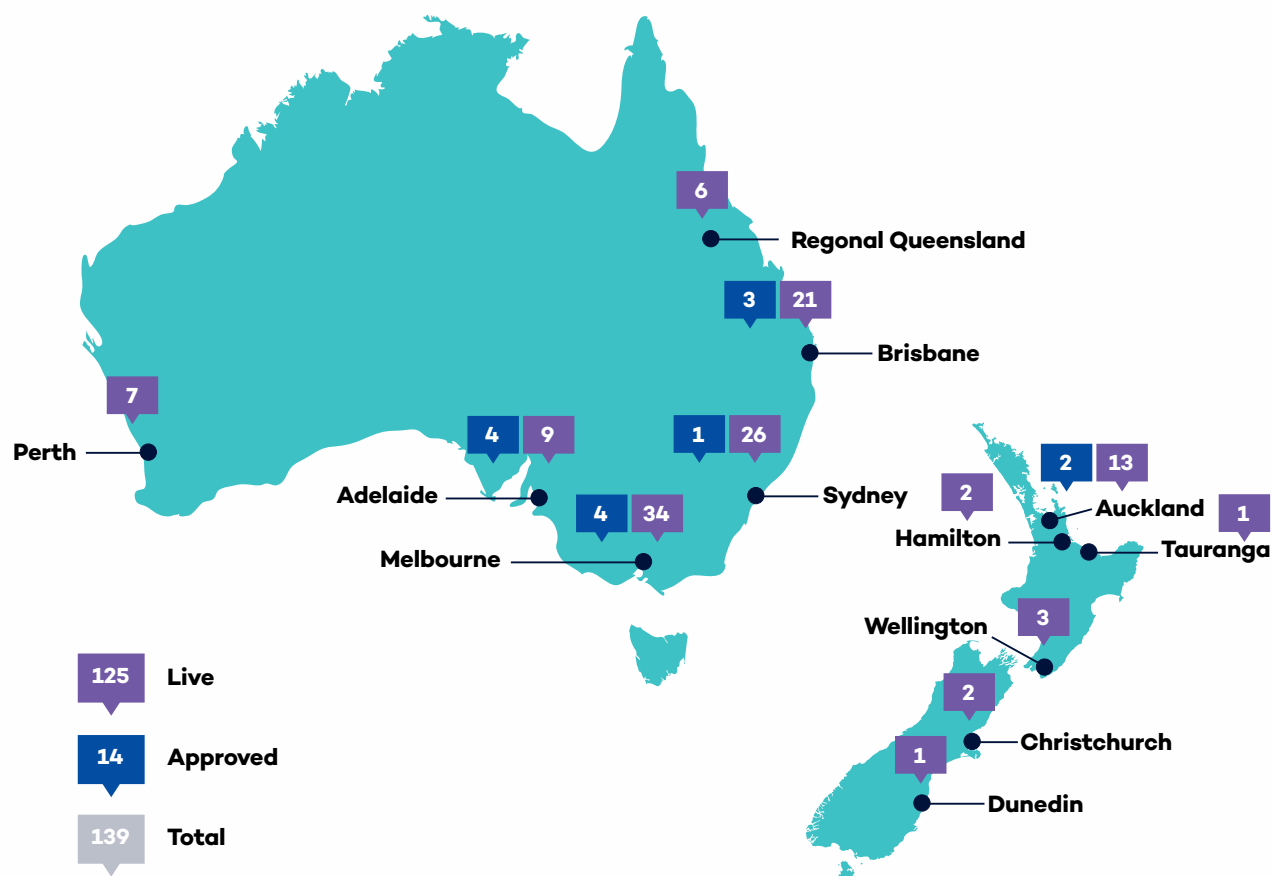 6
Regonal Queensland
3 21
Brisbane
7
Perth
4 9
Adelaide
1 26
Sydney
4 34
Melbourne
2 13
Auckland
2
Hamilton
1
Tauranga
3
Wellington
2
Christchurch
1
Dunedin
125 Live
14 Approved
139 Total